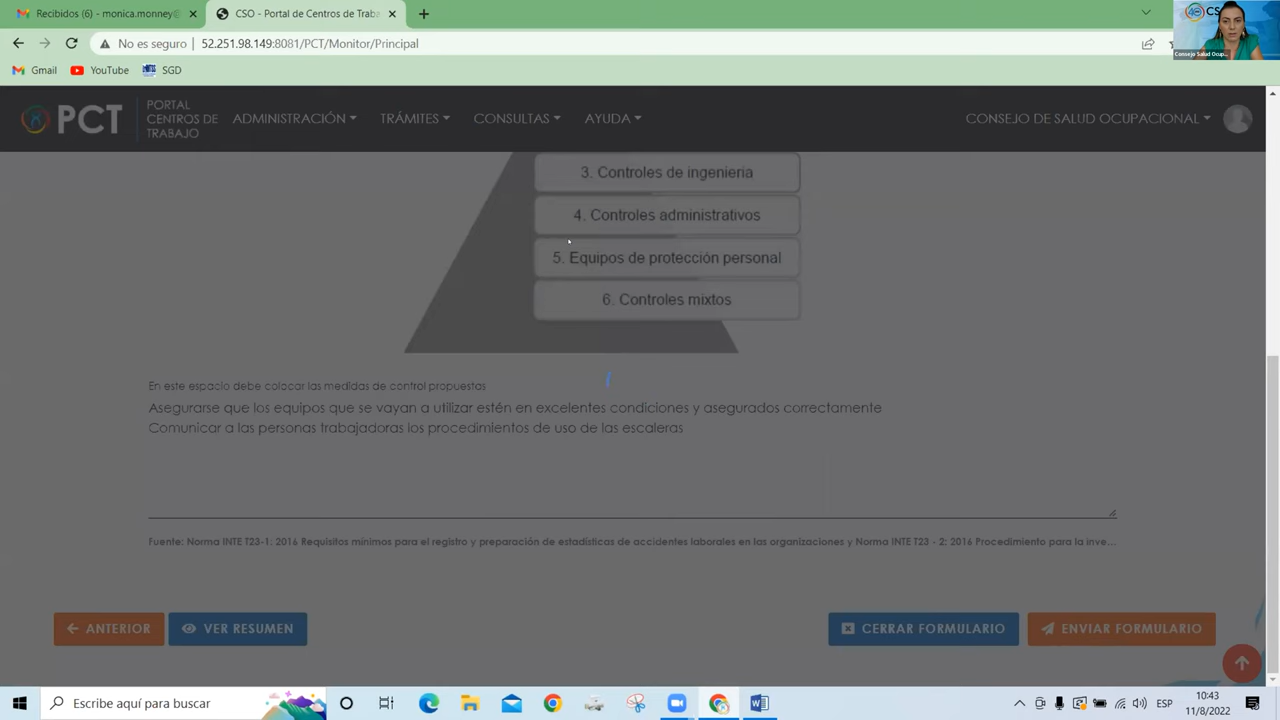 Recibidos (6) - monica.monney@
CSO - Portal de Centros de Traba
No es seguro
52.251.98.149:8081/PCT/Monitor/Principal
Gmail
YouTube
SGD
Consejo Salud Ocup...
PCT
PORTAL
CENTROS DE
TRABAJO
ADMINISTRACIÓN
TRÁMITES
CONSULTAS
AYUDA
CONSEJO DE SALUD OCUPACIONAL
3. Controles de ingenieria
4. Controles administrativos
5. Equipos de protección personal
6. Controles mixtos
En este espacio debe colocar las medidas de control propuestas
Asegurarse que los equipos que se vayan a utilizar estén en excelentes condiciones y asegurados correctamente
Comunicar a las personas trabajadoras los procedimientos de uso de las escaleras
Fuente: Norma INTE T23-1: 2016 Requisitos mínimos para el registro y preparación de estadísticas de accidentes laborales en las organizaciones y Norma INTE T23 - 2: 2016 Procedimiento para la inve...
ANTERIOR
VER RESUMEN
CERRAR FORMULARIO
ENVIAR FORMULARIO
Escribe aquí para buscar
ESP
10:43
11/8/2022